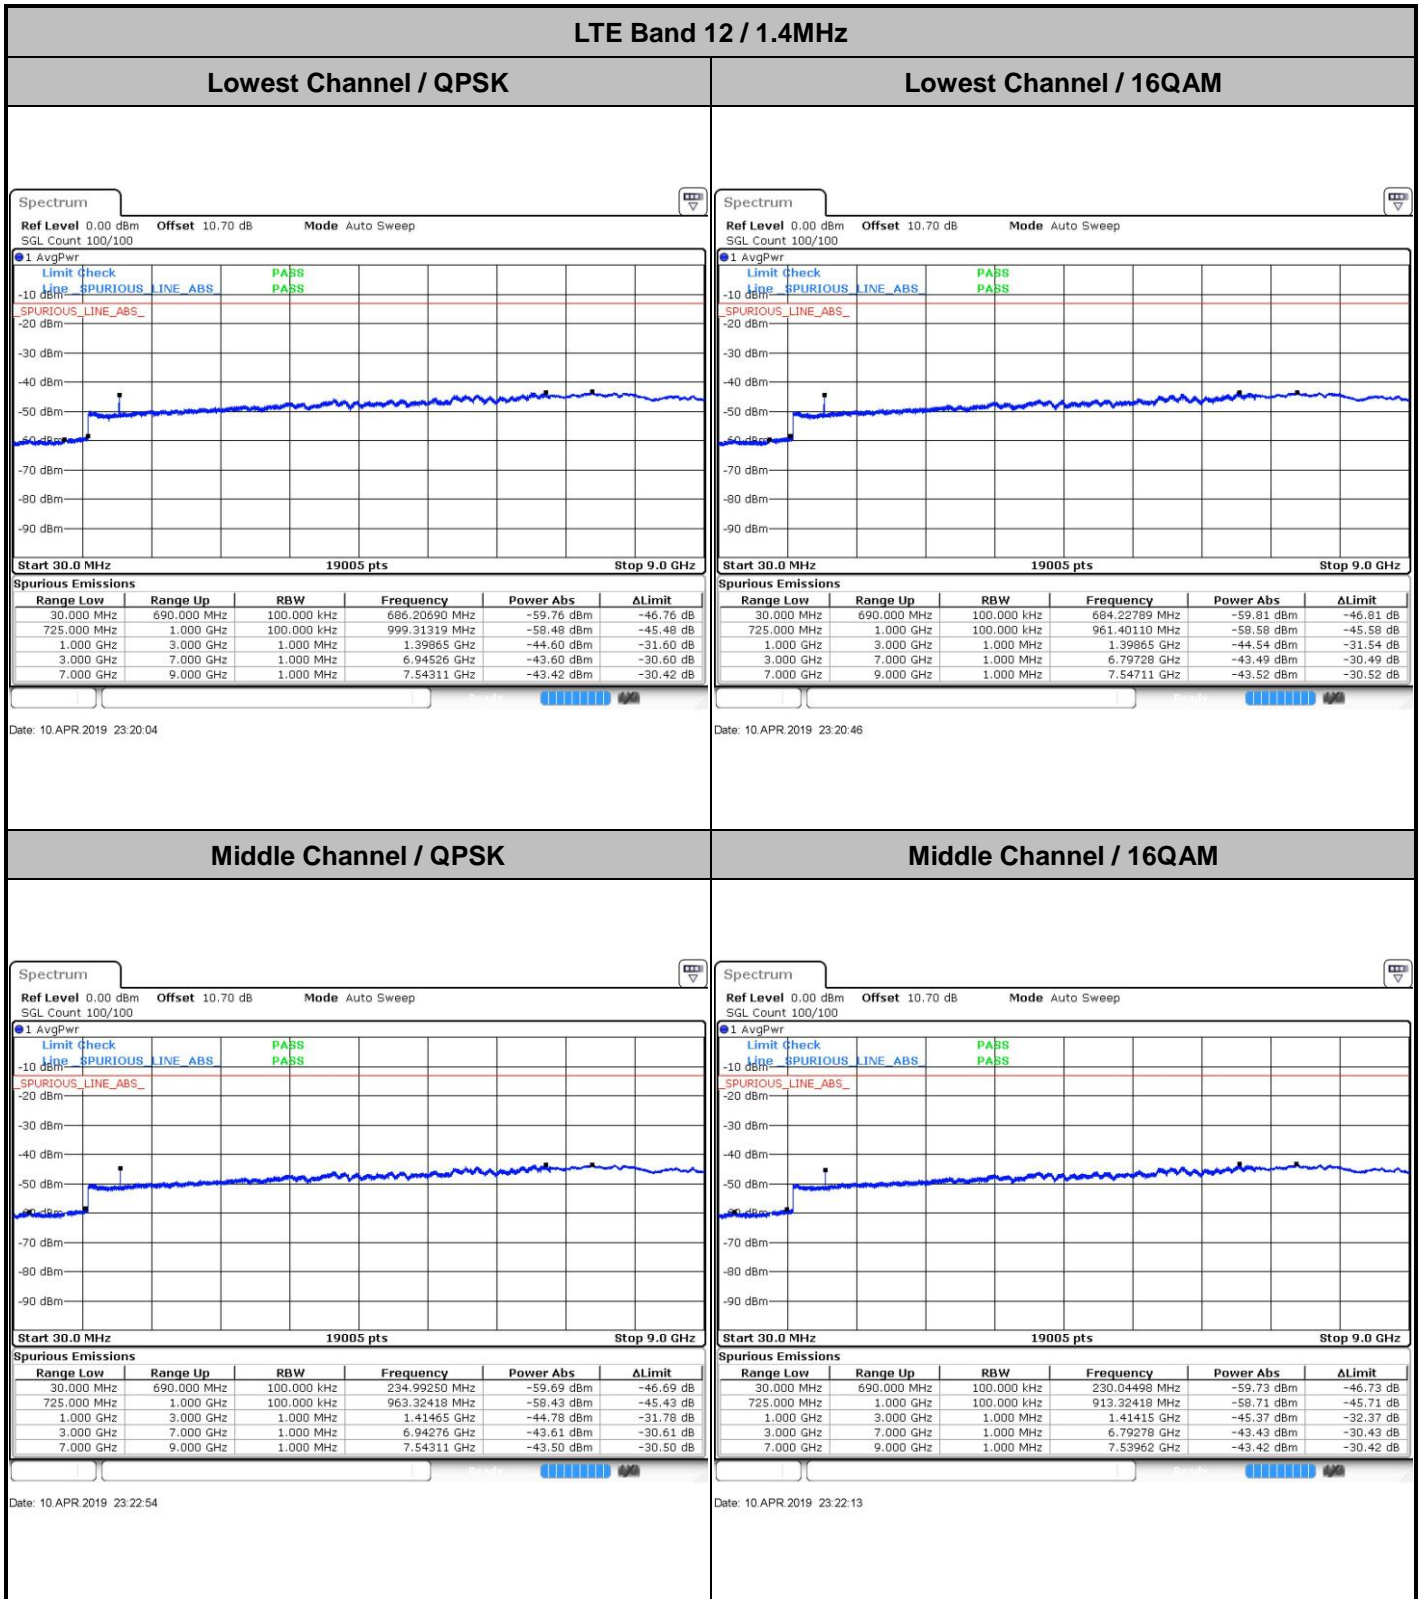 LTE Band 12 / 1.4MHz
Lowest Channel / QPSK
Lowest Channel / 16QAM
Spectrum
Ref Level 0.00 dBm Offset 10.70 dB Mode Auto Sweep
SGL Count 100/100
1 AvgPwr
Limit Check PASS
Line _SPURIOUS_LINE_ABS_ PASS
-10 dBm
_SPURIOUS_LINE_ABS_
-20 dBm
-30 dBm
-40 dBm
-50 dBm
-60 dBm
-70 dBm
-80 dBm
-90 dBm
Start 30.0 MHz 19005 pts Stop 9.0 GHz
Spurious Emissions
Range Low Range Up RBW Frequency Power Abs ΔLimit
30.000 MHz 690.000 MHz 100.000 kHz 686.20690 MHz -59.76 dBm -46.76 dB
725.000 MHz 1.000 GHz 100.000 kHz 999.31319 MHz -58.48 dBm -45.48 dB
1.000 GHz 3.000 GHz 1.000 MHz 1.39865 GHz -44.60 dBm -31.60 dB
3.000 GHz 7.000 GHz 1.000 MHz 6.94526 GHz -43.60 dBm -30.60 dB
7.000 GHz 9.000 GHz 1.000 MHz 7.54311 GHz -43.42 dBm -30.42 dB
Date: 10.APR.2019 23:20:04
Spectrum
Ref Level 0.00 dBm Offset 10.70 dB Mode Auto Sweep
SGL Count 100/100
1 AvgPwr
Limit Check PASS
Line _SPURIOUS_LINE_ABS_ PASS
-10 dBm
_SPURIOUS_LINE_ABS_
-20 dBm
-30 dBm
-40 dBm
-50 dBm
-60 dBm
-70 dBm
-80 dBm
-90 dBm
Start 30.0 MHz 19005 pts Stop 9.0 GHz
Spurious Emissions
Range Low Range Up RBW Frequency Power Abs ΔLimit
30.000 MHz 690.000 MHz 100.000 kHz 684.22789 MHz -59.81 dBm -46.81 dB
725.000 MHz 1.000 GHz 100.000 kHz 961.40110 MHz -58.58 dBm -45.58 dB
1.000 GHz 3.000 GHz 1.000 MHz 1.39865 GHz -44.54 dBm -31.54 dB
3.000 GHz 7.000 GHz 1.000 MHz 6.79728 GHz -43.49 dBm -30.49 dB
7.000 GHz 9.000 GHz 1.000 MHz 7.54711 GHz -43.52 dBm -30.52 dB
Date: 10.APR.2019 23:20:46
Middle Channel / QPSK
Middle Channel / 16QAM
Spectrum
Ref Level 0.00 dBm Offset 10.70 dB Mode Auto Sweep
SGL Count 100/100
1 AvgPwr
Limit Check PASS
Line _SPURIOUS_LINE_ABS_ PASS
-10 dBm
_SPURIOUS_LINE_ABS_
-20 dBm
-30 dBm
-40 dBm
-50 dBm
-60 dBm
-70 dBm
-80 dBm
-90 dBm
Start 30.0 MHz 19005 pts Stop 9.0 GHz
Spurious Emissions
Range Low Range Up RBW Frequency Power Abs ΔLimit
30.000 MHz 690.000 MHz 100.000 kHz 234.99250 MHz -59.69 dBm -46.69 dB
725.000 MHz 1.000 GHz 100.000 kHz 963.32418 MHz -58.43 dBm -45.43 dB
1.000 GHz 3.000 GHz 1.000 MHz 1.41465 GHz -44.78 dBm -31.78 dB
3.000 GHz 7.000 GHz 1.000 MHz 6.94276 GHz -43.61 dBm -30.61 dB
7.000 GHz 9.000 GHz 1.000 MHz 7.54311 GHz -43.50 dBm -30.50 dB
Date: 10.APR.2019 23:22:54
Spectrum
Ref Level 0.00 dBm Offset 10.70 dB Mode Auto Sweep
SGL Count 100/100
1 AvgPwr
Limit Check PASS
Line _SPURIOUS_LINE_ABS_ PASS
-10 dBm
_SPURIOUS_LINE_ABS_
-20 dBm
-30 dBm
-40 dBm
-50 dBm
-60 dBm
-70 dBm
-80 dBm
-90 dBm
Start 30.0 MHz 19005 pts Stop 9.0 GHz
Spurious Emissions
Range Low Range Up RBW Frequency Power Abs ΔLimit
30.000 MHz 690.000 MHz 100.000 kHz 230.04498 MHz -59.73 dBm -46.73 dB
725.000 MHz 1.000 GHz 100.000 kHz 913.32418 MHz -58.71 dBm -45.71 dB
1.000 GHz 3.000 GHz 1.000 MHz 1.41415 GHz -45.37 dBm -32.37 dB
3.000 GHz 7.000 GHz 1.000 MHz 6.79278 GHz -43.43 dBm -30.43 dB
7.000 GHz 9.000 GHz 1.000 MHz 7.53962 GHz -43.42 dBm -30.42 dB
Date: 10.APR.2019 23:22:13